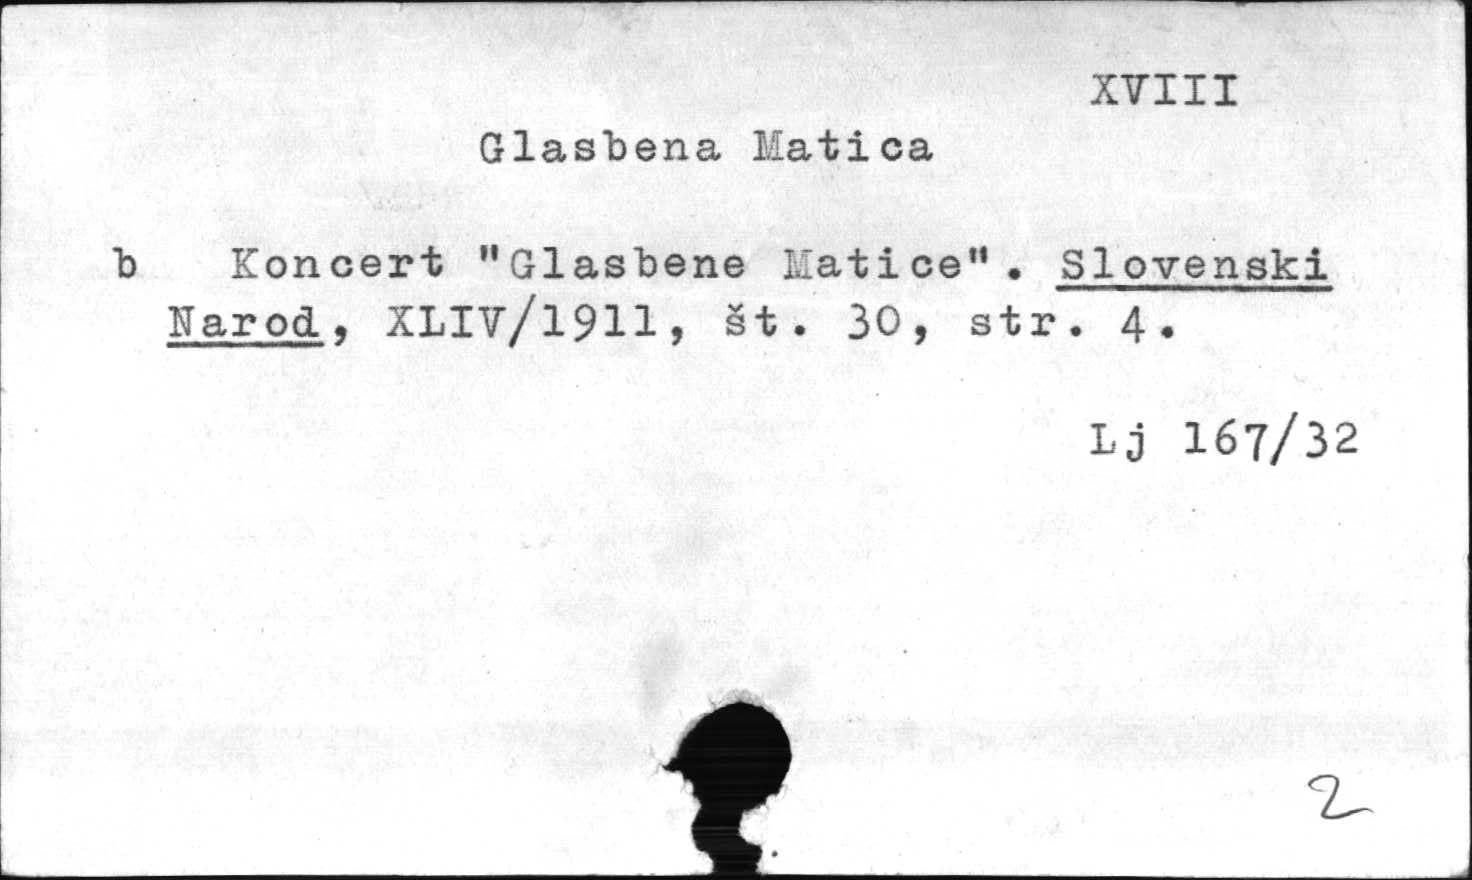 XVIII
Glasbena Matica
b Koncert "Glasbene Matice". Slovenski
Narod, XLIV/1911, št. 30, str. 4.
Lj 167/32
2